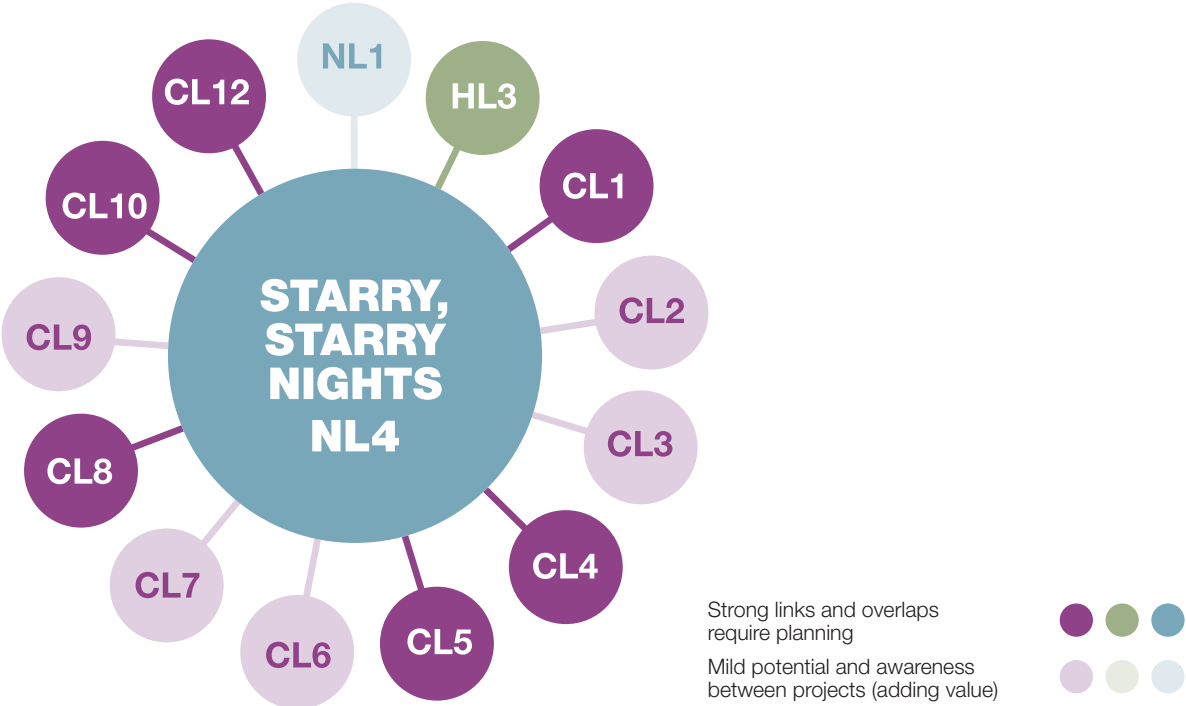 NL1
HL3
CL12
CL1
CL10
CL2
CL9
CL3
CL8
CL4
CL7
CL5
CL6
STARRY,
STARRY
NIGHTS
NL4
Strong links and overlaps
require planning
Mild potential and awareness
between projects (adding value)